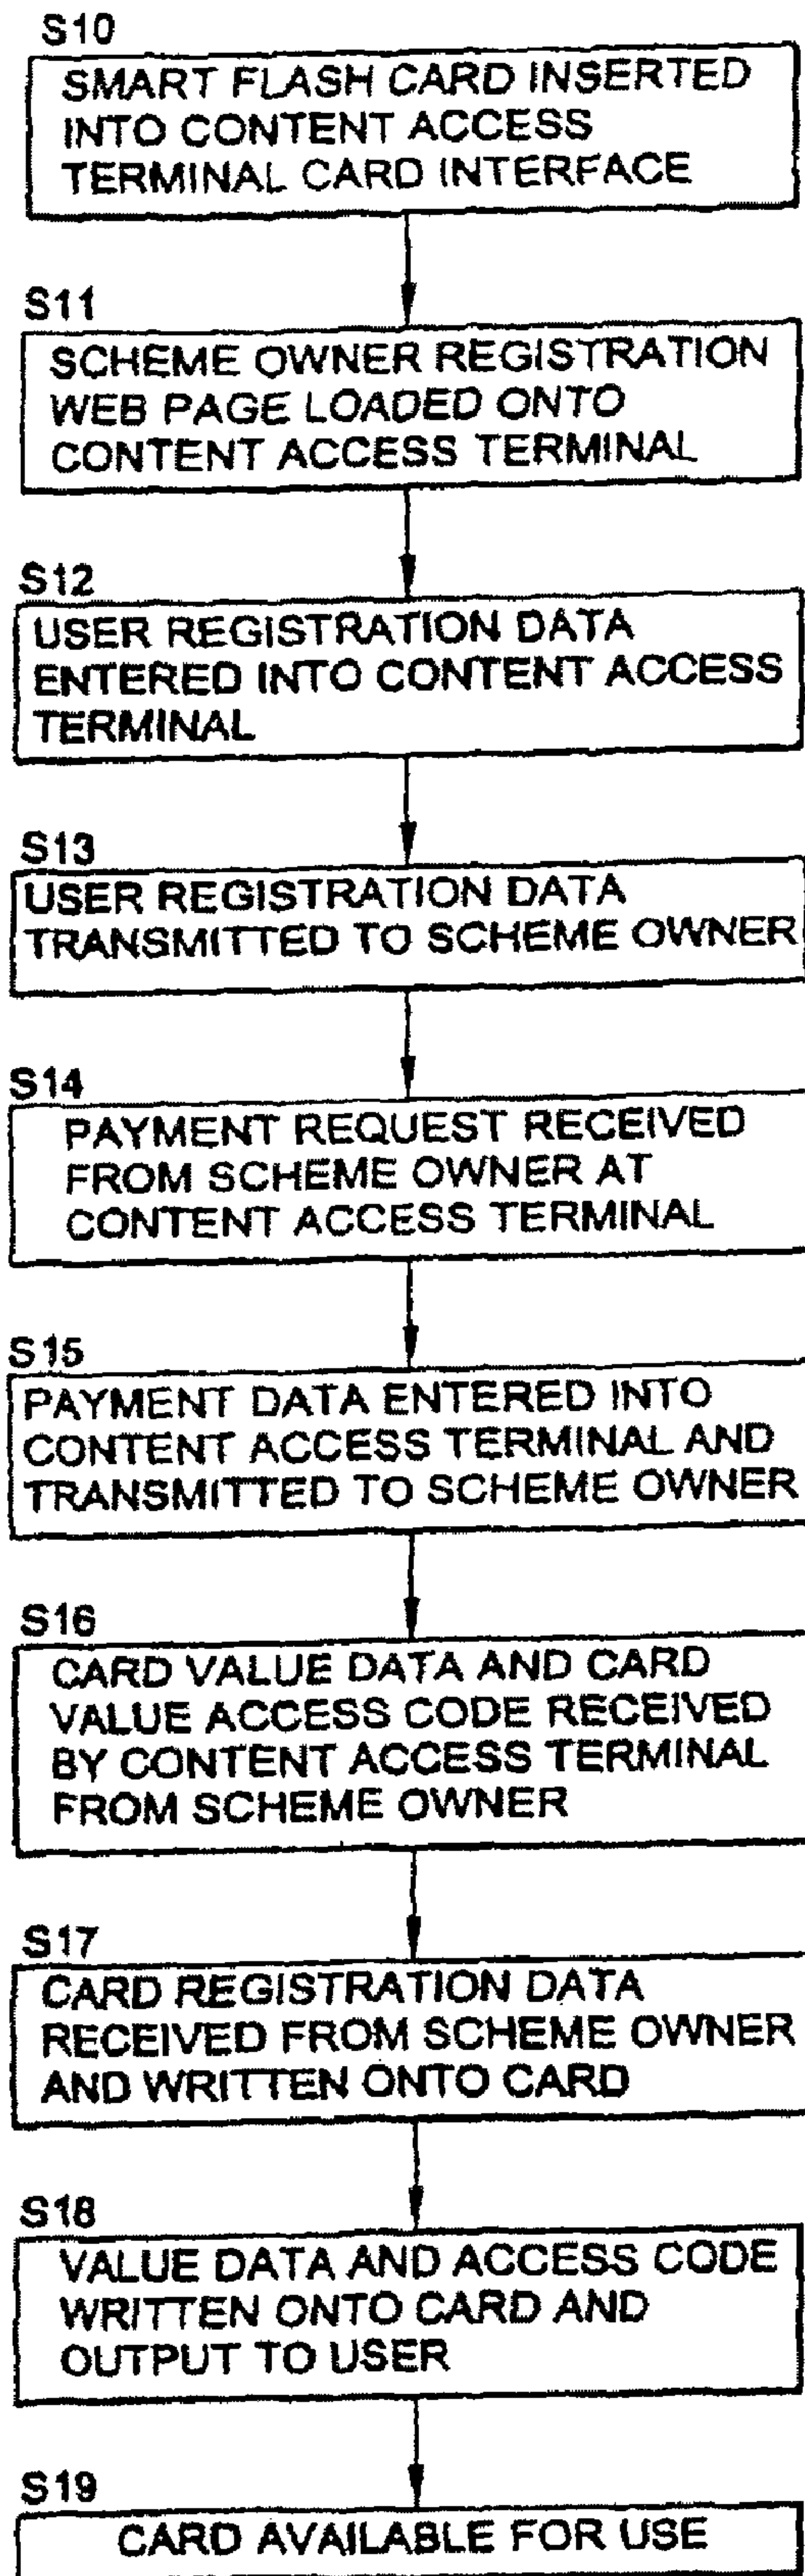 S10
SMART FLASH CARD INSERTED
INTO CONTENT ACCESS
TERMINAL CARD INTERFACE
S11
SCHEME OWNER REGISTRATION
WEB PAGE LOADED ONTO
CONTENT ACCESS TERMINAL
S12
USER REGISTRATION DATA
ENTERED INTO CONTENT ACCESS
TERMINAL
S13
USER REGISTRATION DATA
TRANSMITTED TO SCHEME OWNER
S14
PAYMENT REQUEST RECEIVED
FROM SCHEME OWNER AT
CONTENT ACCESS TERMINAL
S15
PAYMENT DATA ENTERED INTO
CONTENT ACCESS TERMINAL AND
TRANSMITTED TO SCHEME OWNER
S16
CARD VALUE DATA AND CARD
VALUE ACCESS CODE RECEIVED
BY CONTENT ACCESS TERMINAL
FROM SCHEME OWNER
S17
CARD REGISTRATION DATA
RECEIVED FROM SCHEME OWNER
AND WRITTEN ONTO CARD
S18
VALUE DATA AND ACCESS CODE
WRITTEN ONTO CARD AND
OUTPUT TO USER
S19
CARD AVAILABLE FOR USE